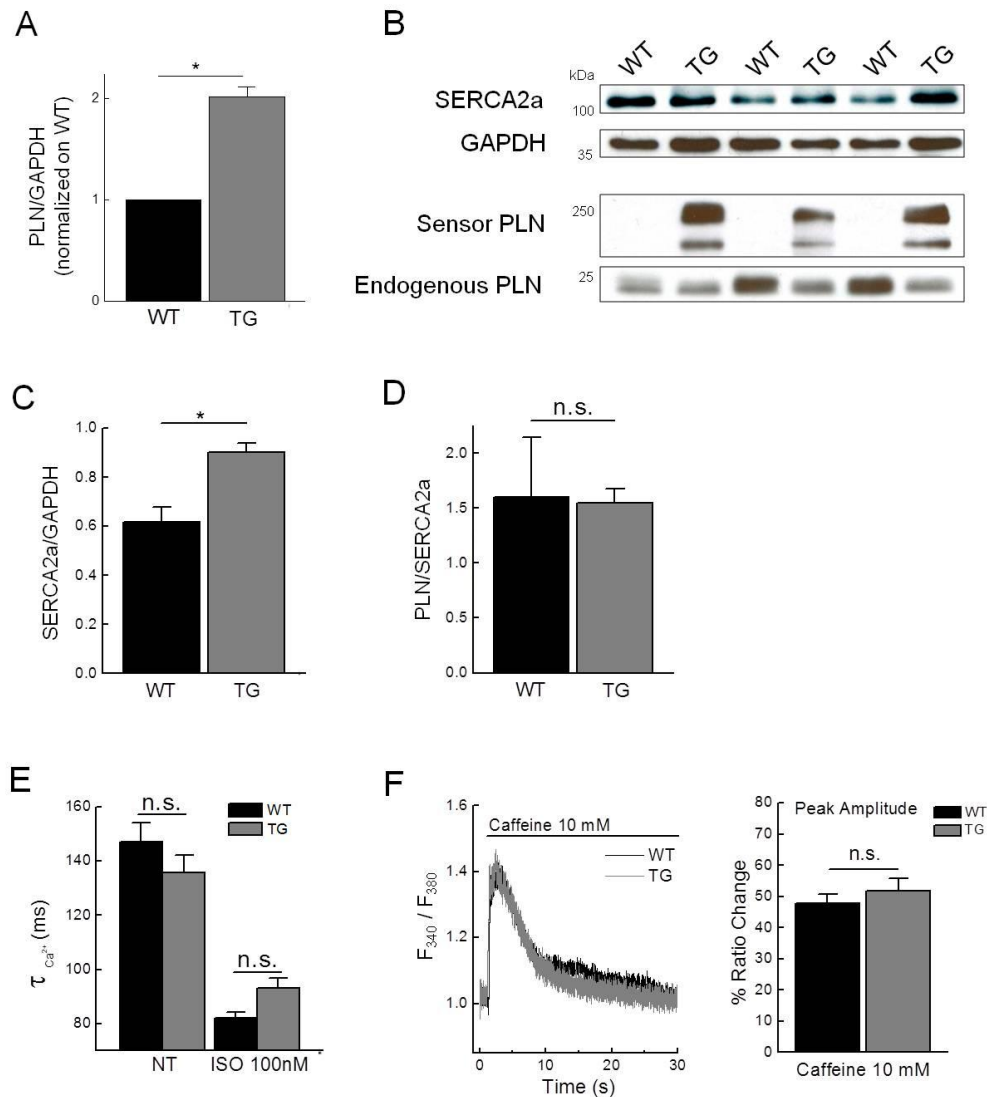 A
*
PLN/GAPDH
(normalized on WT)
2
1
0
WT
TG
B
kDa
WT TG WT TG WT TG
SERCA2a
100
GAPDH
35
Sensor PLN
250
Endogenous PLN
25
C
*
SERCA2a/GAPDH
1.0
0.8
0.6
0.4
0.2
0.0
WT
TG
D
n.s.
PLN/SERCA2a
2.0
1.5
1.0
0.5
0.0
WT
TG
E
τ Ca²⁺ (ms)
160
140
120
100
80
n.s.
n.s.
WT
TG
NT
ISO 100nM
F
F340 / F380
1.6
1.4
1.2
1.0
Caffeine 10 mM
WT
TG
0 10 20 30
Time (s)
% Ratio Change
80
70
60
50
40
30
20
10
0
Peak Amplitude
n.s.
WT
TG
Caffeine 10 mM